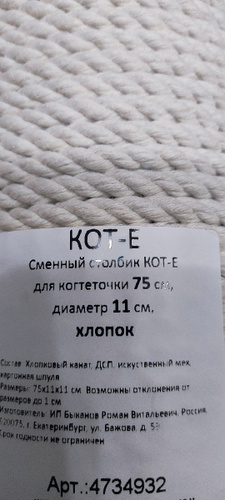 КОТ-Е
Сменный столбик КОТ-Е
для когтеточки 75 см,
диаметр 11 см,
хлопок
Состав: Хлопковый канат, ДСП, искуственный мех,
картонная шпуля
Размеры: 75х11х11 см. Возможны отклонения от
размеров до 1 см
Изготовитель: ИП Быканов Роман Витальевич, Россия,
620075, г. Екатеринбург, ул. Бажова, д. 59
Срок годности не ограничен
Арт.:4734932